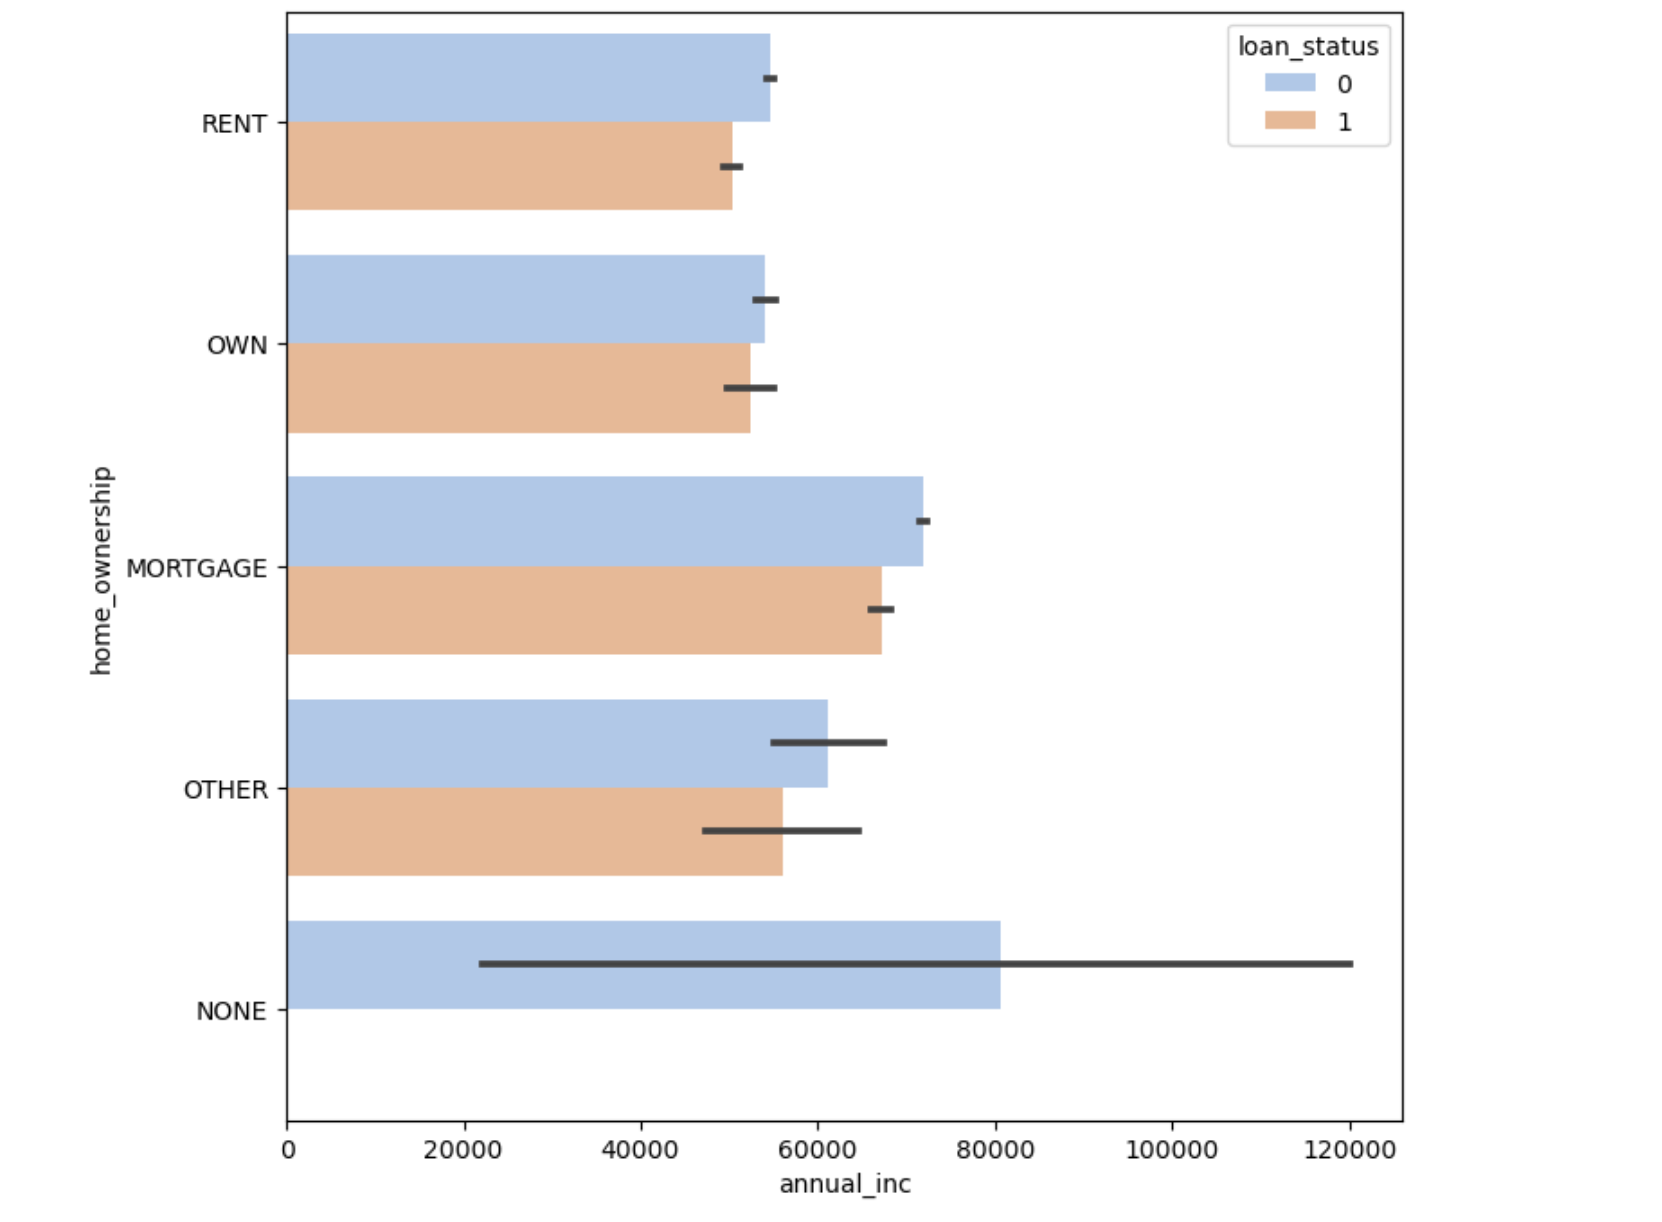 loan_status
0
1
RENT
OWN
MORTGAGE
OTHER
NONE
home_ownership
0 20000 40000 60000 80000 100000 120000
annual_inc